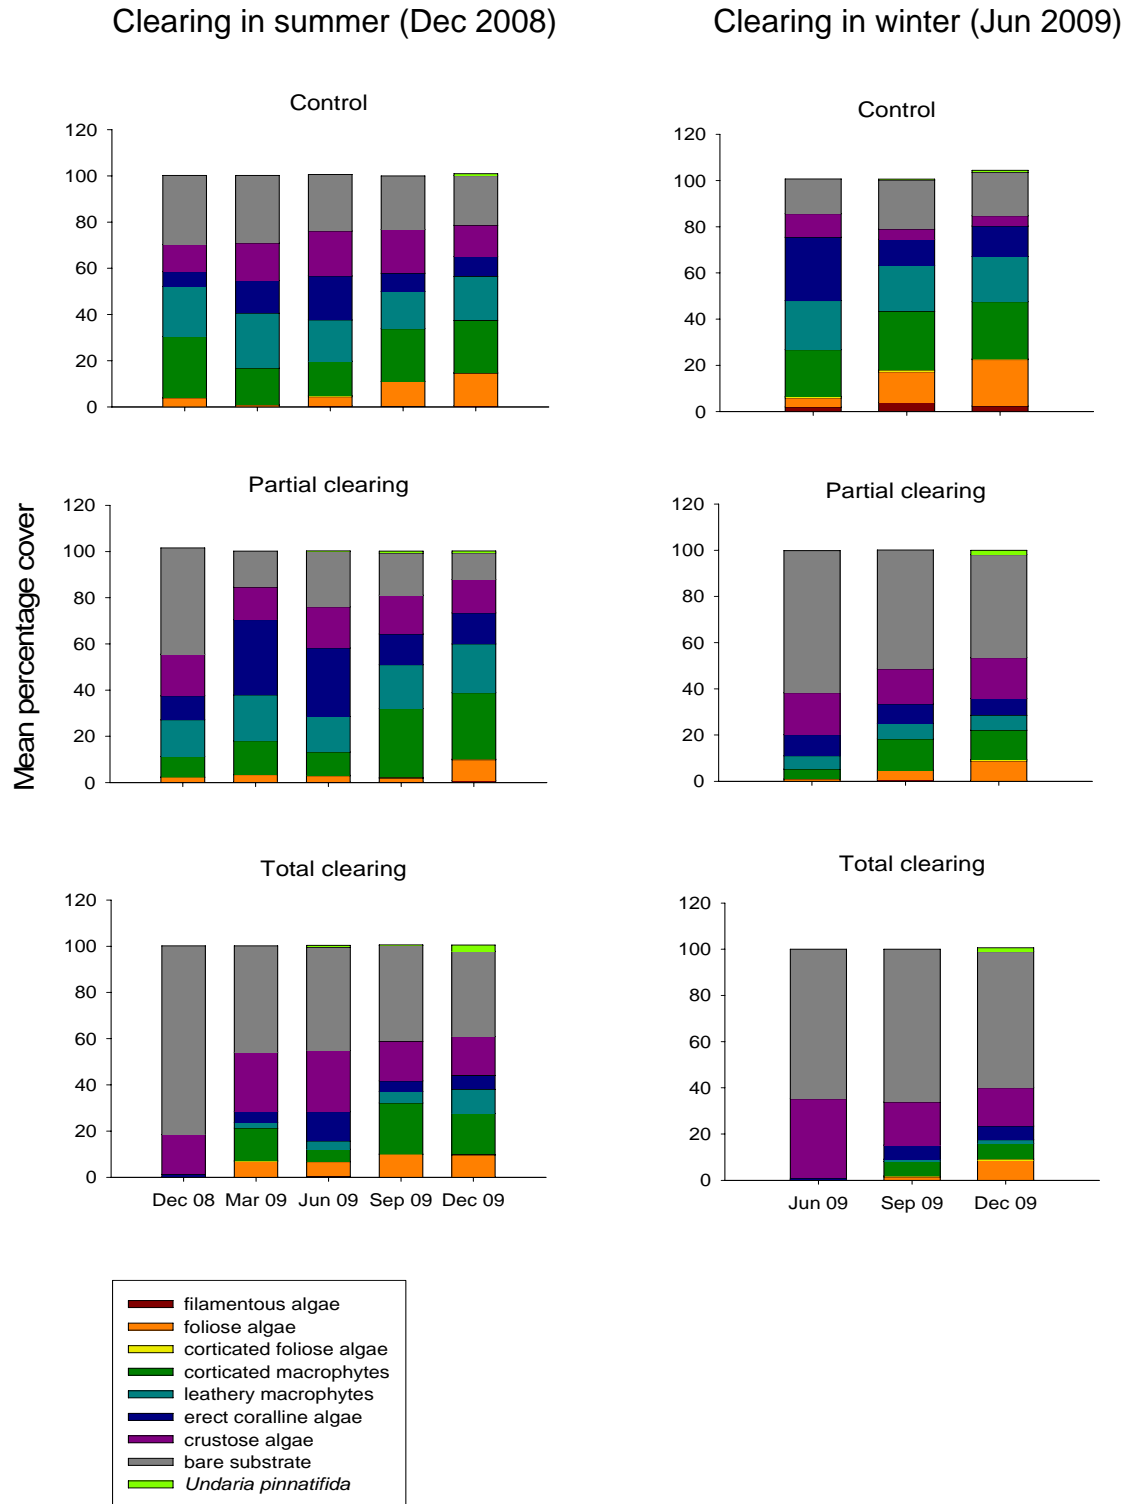 Clearing in summer (Dec 2008)
Clearing in winter (Jun 2009)
Control
120
100
80
60
40
20
0
Control
120
100
80
60
40
20
0
Mean percentage cover
Partial clearing
120
100
80
60
40
20
0
Partial clearing
120
100
80
60
40
20
0
Total clearing
120
100
80
60
40
20
0
Dec 08 Mar 09 Jun 09 Sep 09 Dec 09
Total clearing
120
100
80
60
40
20
0
Jun 09 Sep 09 Dec 09
filamentous algae
foliose algae
corticated foliose algae
corticated macrophytes
leathery macrophytes
erect coralline algae
crustose algae
bare substrate
Undaria pinnatifida